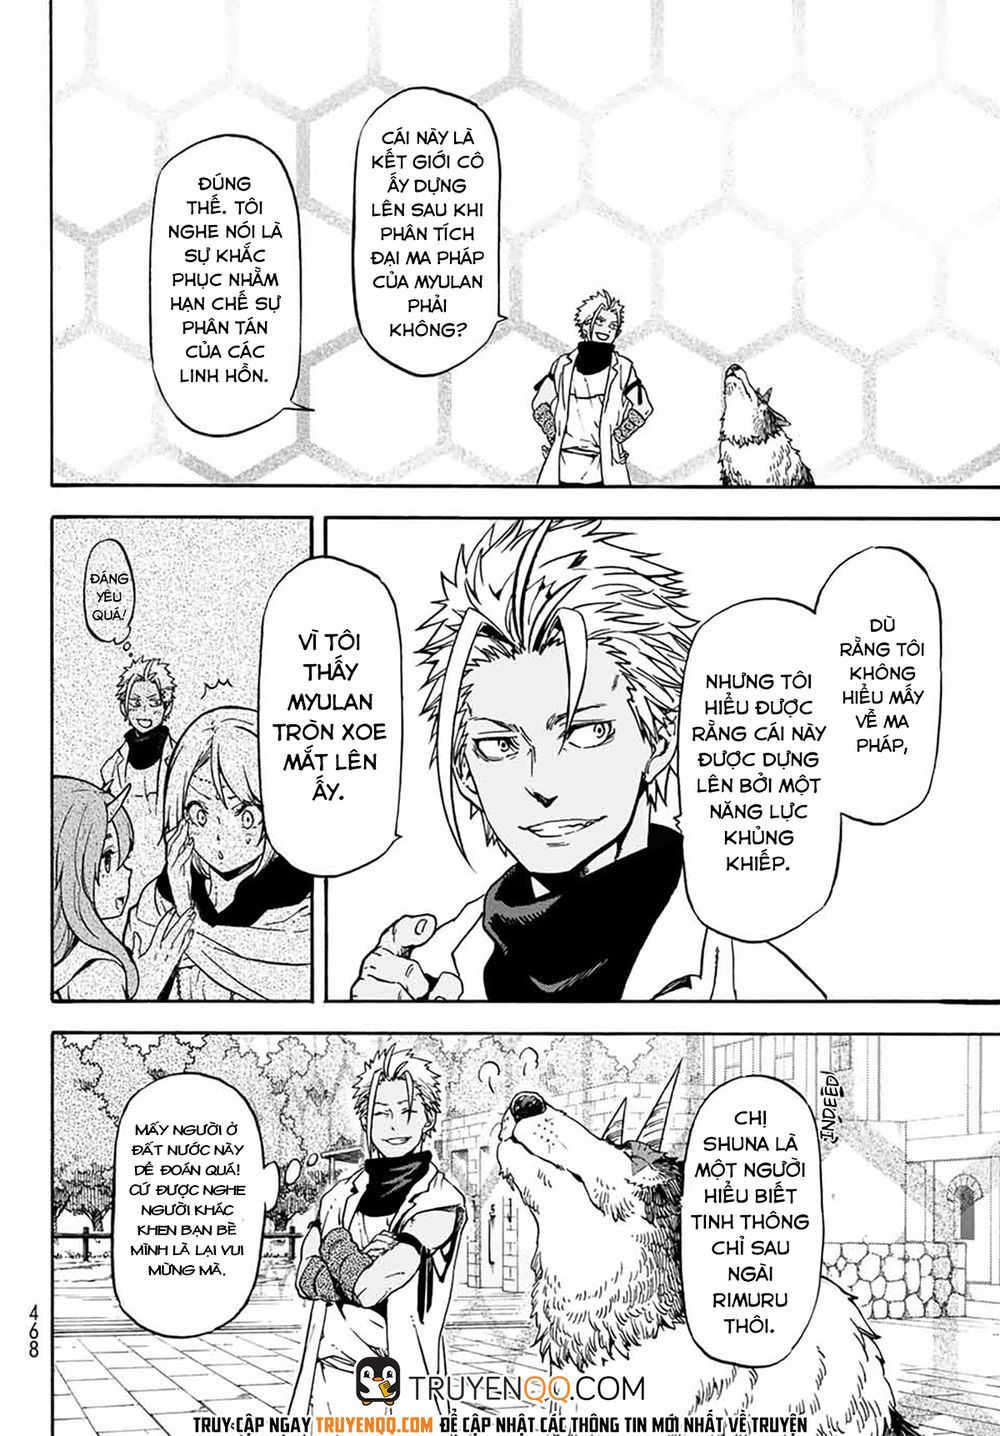 CÁI NÀY LÀ
KẾT GIỚI CÔ
ẤY DỰNG
LÊN SAU KHI
PHÂN TÍCH
ĐẠI MA PHÁP
CỦA MYULAN
PHẢI
KHÔNG?
ĐÚNG
THẾ. TÔI
NGHE NÓI LÀ
SỰ KHẮC
PHỤC NHẰM
HẠN CHẾ SỰ
PHÂN TÁN
CỦA CÁC
LINH HỒN.
DÙ
RẰNG TÔI
KHÔNG
HIỂU MẤY
VỀ MA
PHÁP,
NHƯNG TÔI
HIỂU ĐƯỢC
RẰNG CÁI NÀY
ĐƯỢC DỰNG
LÊN BỞI MỘT
NĂNG LỰC
KHỦNG
KHIẾP.
VÌ TÔI
THẤY
MYULAN
TRÒN XOE
MẮT LÊN
ẤY.
ĐÁNG
YÊU
QUÁ!
INDEED!
CHỊ
SHUNA LÀ
MỘT NGƯỜI
HIỂU BIẾT
TINH THÔNG
CHỈ SAU
NGÀI
RIMURU
THÔI.
MẤY NGƯỜI Ở
ĐẤT NƯỚC NÀY
DỄ ĐOÁN QUÁ!
CỨ ĐƯỢC NGHE
NGƯỜI KHÁC
KHEN BẠN BÈ
MÌNH LÀ LẠI VUI
MỪNG MÀ.
468
TRUYENQQ.COM
TRUY CẬP NGAY TRUYENQQ.COM ĐỂ CẬP NHẬT CÁC THÔNG TIN MỚI NHẤT VỀ TRUYỆN